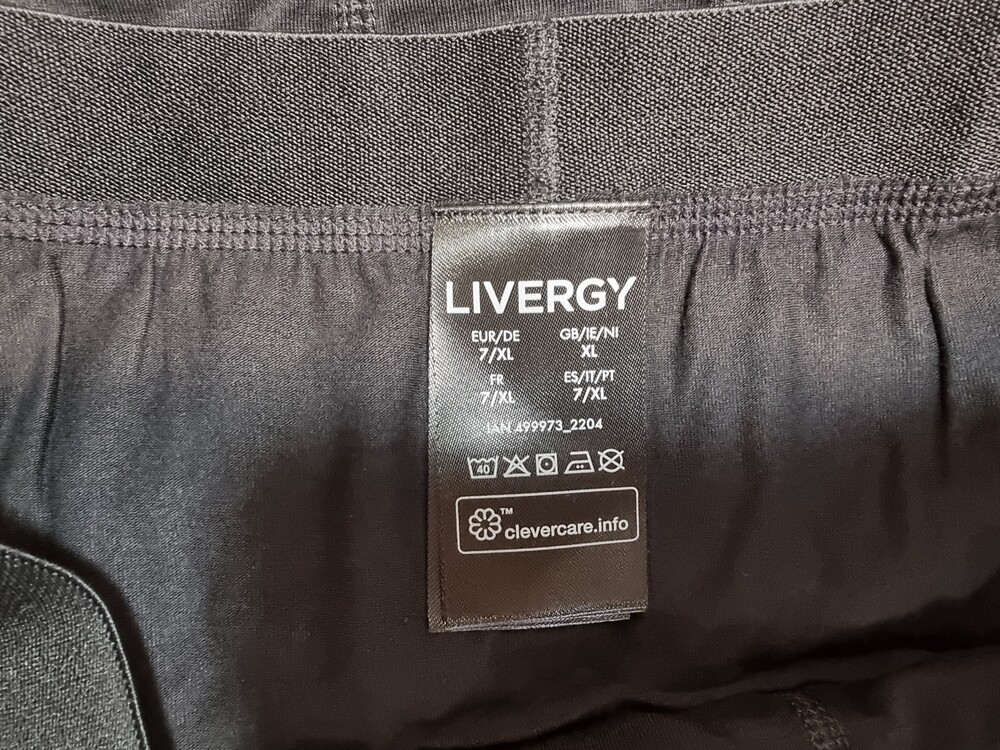 LIVERGY
EUR/DE GB/IE/NI
7/XL XL
FR ES/IT/PT
7/XL 7/XL
IAN 499973_2204
40
™
clevercare.info